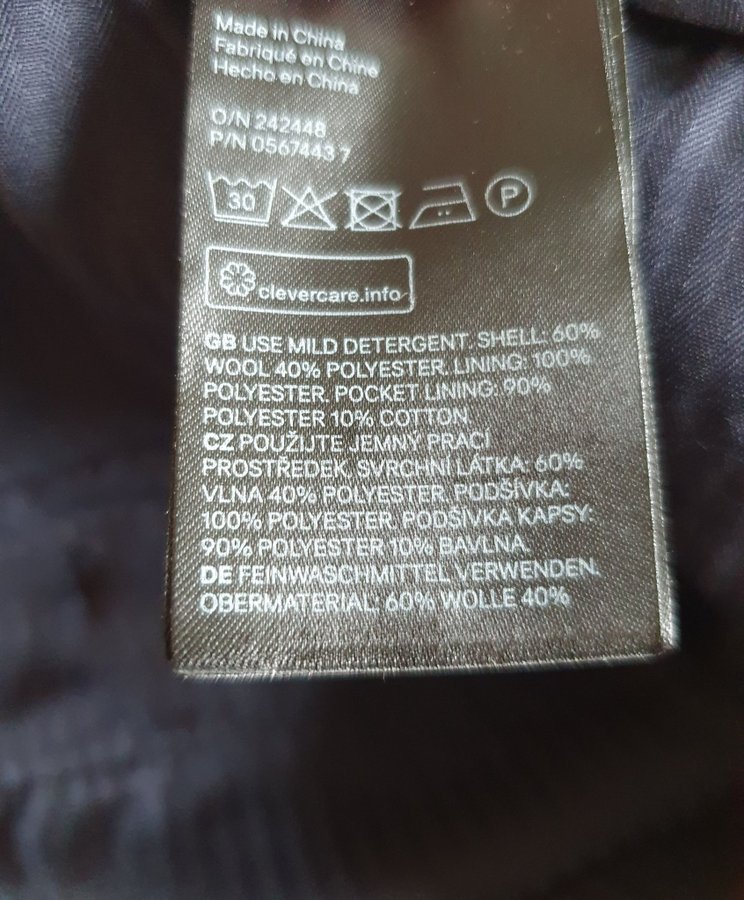 Made in China
Fabriqué en Chine
Hecho en China
O/N 242448
P/N 0567443 7
30 P
clevercare.info
GB USE MILD DETERGENT. SHELL: 60%
WOOL 40% POLYESTER. LINING: 100%
POLYESTER. POCKET LINING: 90%
POLYESTER 10% COTTON.
CZ POUŽIJTE JEMNÝ PRACÍ
PROSTŘEDEK. SVRCHNÍ LÁTKA: 60%
VLNA 40% POLYESTER. PODŠÍVKA:
100% POLYESTER. PODŠÍVKA KAPSY:
90% POLYESTER 10% BAVLNA.
DE FEINWASCHMITTEL VERWENDEN.
OBERMATERIAL: 60% WOLLE 40%